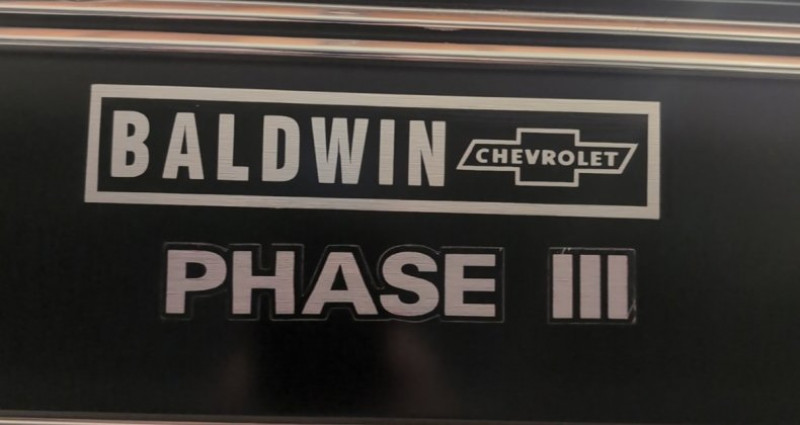 BALDWIN CHEVROLET
PHASE III